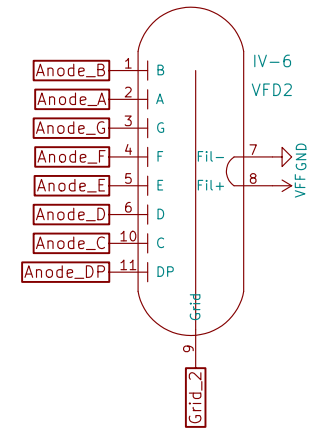 IV-6
VFD2
Anode_B 1 B
Anode_A 2 A
Anode_G 3 G
Anode_F 4 F Fil- 7 GND
Anode_E 5 E Fil+ 8 VFF
Anode_D 6 D
Anode_C 10 C
Anode_DP 11 DP
Grid
9
Grid_2